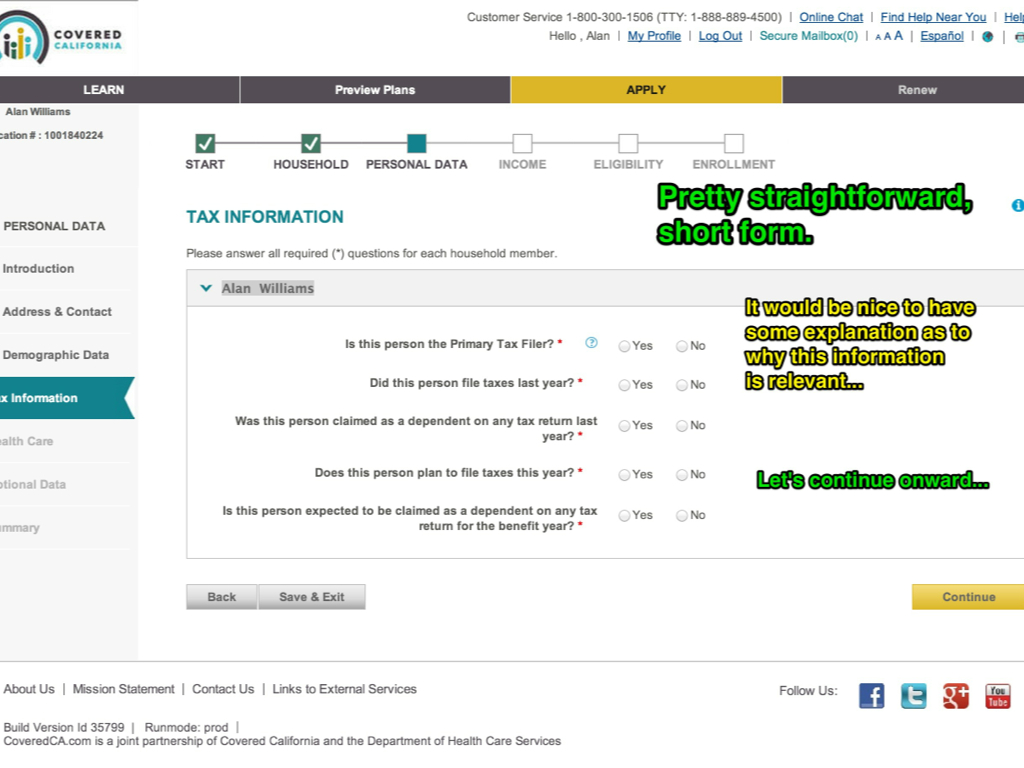 Customer Service 1-800-300-1506 (TTY: 1-888-889-4500) | Online Chat | Find Help Near You | Help
COVERED
CALIFORNIA
Hello , Alan | My Profile | Log Out | Secure Mailbox(0) | A A A | Español |
LEARN Preview Plans APPLY Renew
Alan Williams
cation # : 1001840224
START HOUSEHOLD PERSONAL DATA INCOME ELIGIBILITY ENROLLMENT
Pretty straightforward,
short form.
TAX INFORMATION
PERSONAL DATA
Please answer all required (*) questions for each household member.
Introduction
Alan Williams
It would be nice to have
some explanation as to
why this information
is relevant...
Address & Contact
Is this person the Primary Tax Filer? * ? Yes No
Demographic Data
Did this person file taxes last year? * Yes No
x Information
Was this person claimed as a dependent on any tax return last
year? * Yes No
alth Care
Does this person plan to file taxes this year? * Yes No
Let's continue onward...
tional Data
Is this person expected to be claimed as a dependent on any tax
return for the benefit year? * Yes No
mmary
Back Save & Exit Continue
About Us | Mission Statement | Contact Us | Links to External Services
Follow Us:
You
Tube
Build Version Id 35799 | Runmode: prod |
CoveredCA.com is a joint partnership of Covered California and the Department of Health Care Services